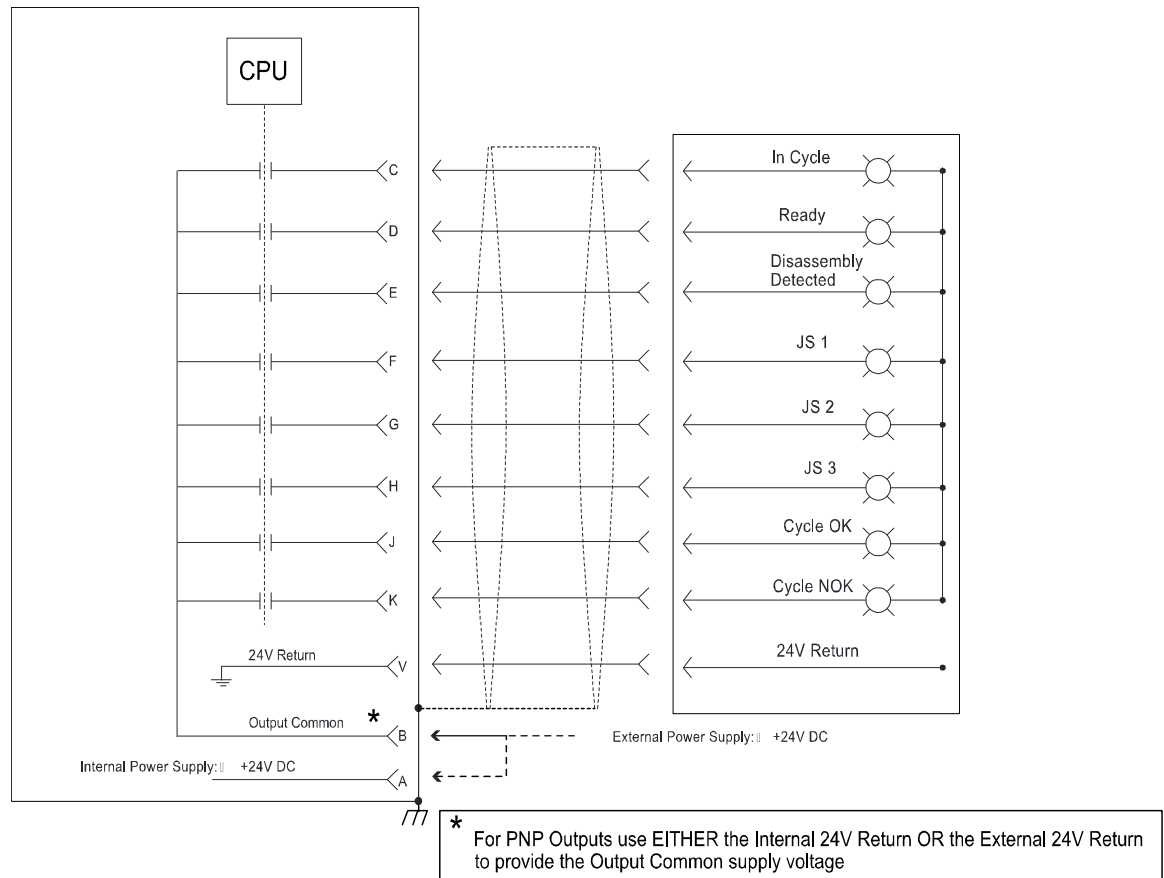 CPU
C
In Cycle
D
Ready
Disassembly
Detected
E
F
JS 1
G
JS 2
H
JS 3
J
Cycle OK
K
Cycle NOK
24V Return
V
24V Return
Output Common *
B
External Power Supply: +24V DC
Internal Power Supply: +24V DC
A
*
For PNP Outputs use EITHER the Internal 24V Return OR the External 24V Return
to provide the Output Common supply voltage